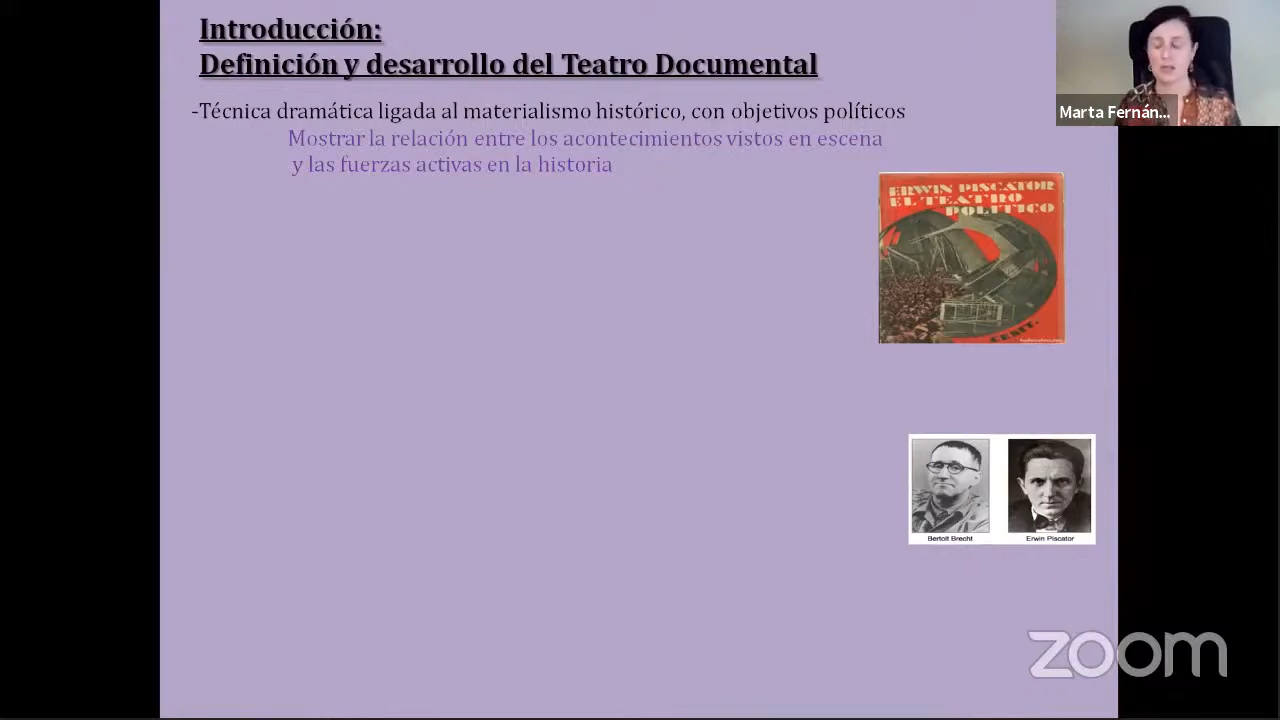 Introducción:
Definición y desarrollo del Teatro Documental
-Técnica dramática ligada al materialismo histórico, con objetivos políticos
Mostrar la relación entre los acontecimientos vistos en escena
y las fuerzas activas en la historia
Marta Fernán...
ERWIN PISCATOR
EL TEATRO
POLITICO
CENIT.
Bertolt Brecht
Erwin Piscator
zoom